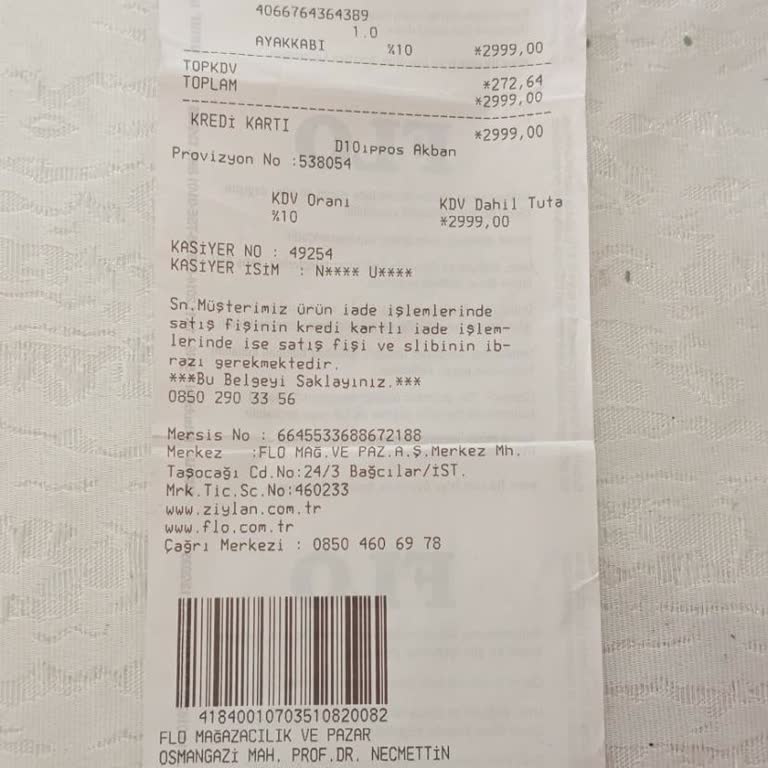 4066764364389
1.0
AYAKKABI %10 *2999,00
TOPKDV *272,64
TOPLAM *2999,00
KREDİ KARTI *2999,00
D10ıppos Akban
Provizyon No :538054
KDV Oranı KDV Dahil Tuta
%10 *2999,00
KASİYER NO : 49254
KASİYER İSİM : N**** U****
Sn.Müşterimiz ürün iade işlemlerinde
satış fişinin kredi kartlı iade işlem-
lerinde ise satış fişi ve slibinin ib-
razı gerekmektedir.
***Bu Belgeyi Saklayınız.***
0850 290 33 56
Mersis No : 6645533688672188
Merkez :FLO MAĞ.VE PAZ.A.Ş.Merkez Mh.
Taşocağı Cd.No:24/3 Bağcılar/İST.
Mrk.Tic.Sc.No:460233
www.ziylan.com.tr
www.flo.com.tr
Çağrı Merkezi : 0850 460 69 78
41840010703510820082
FLO MAĞAZACILIK VE PAZAR
OSMANGAZİ MAH. PROF.DR. NECMETTİN